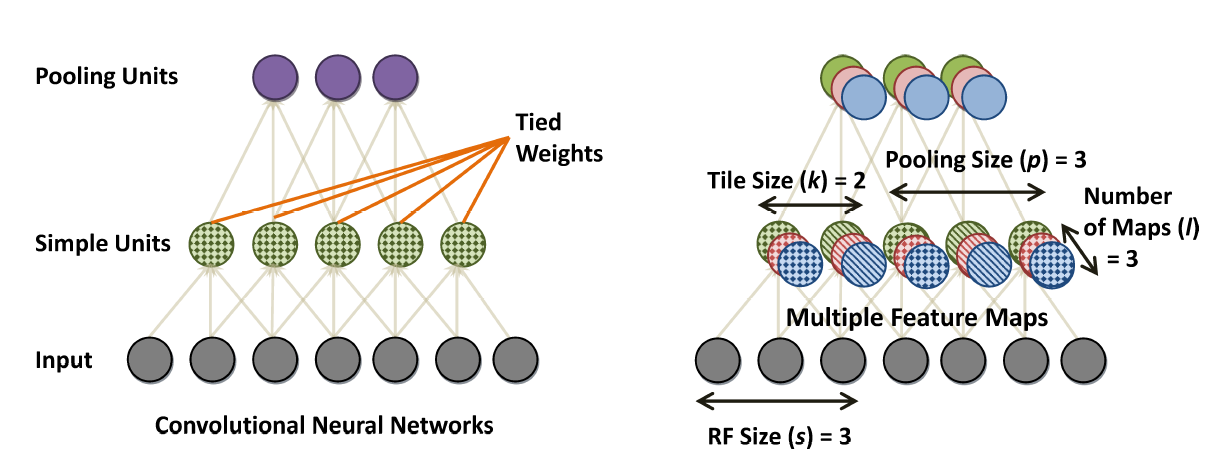 Pooling Units
Tied
Weights
Simple Units
Input
Convolutional Neural Networks
Pooling Size (p) = 3
Tile Size (k) = 2
Number
of Maps (l)
= 3
Multiple Feature Maps
RF Size (s) = 3